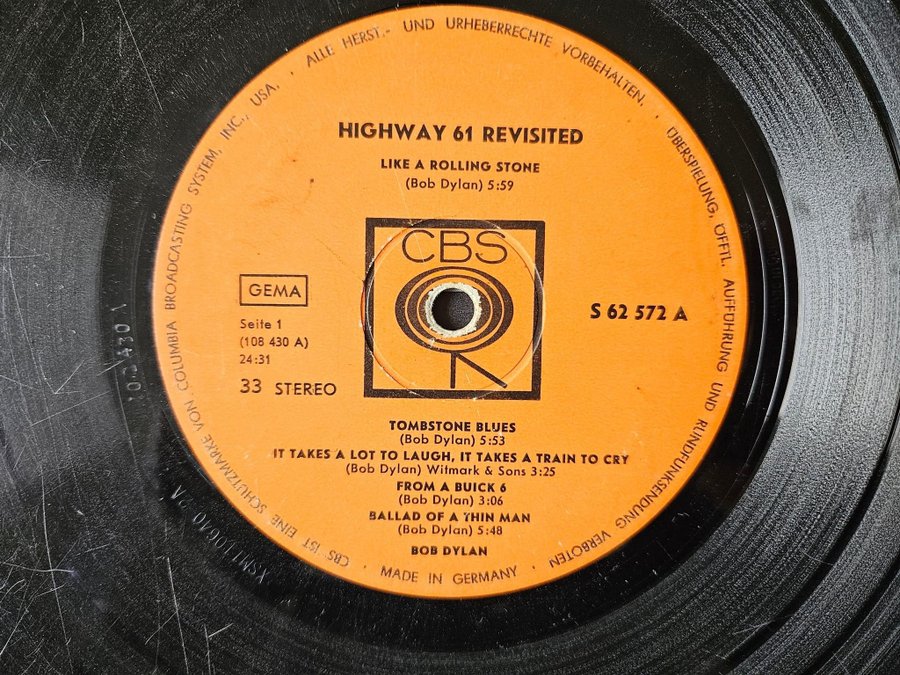 HIGHWAY 61 REVISITED
LIKE A ROLLING STONE
(Bob Dylan) 5:59
CBS
GEMA
Seite 1
(108 430 A)
24:31
33 STEREO
S 62 572 A
TOMBSTONE BLUES
(Bob Dylan) 5:53
IT TAKES A LOT TO LAUGH, IT TAKES A TRAIN TO CRY
(Bob Dylan) Witmark & Sons 3:25
FROM A BUICK 6
(Bob Dylan) 3:06
BALLAD OF A THIN MAN
(Bob Dylan) 5:48
BOB DYLAN
CBS IST EINE SCHUTZMARKE VON COLUMBIA BROADCASTING SYSTEM, INC., USA. · ALLE HERST.- UND URHEBERRECHTE VORBEHALTEN. · ÜBERSPIELUNG, ÖFFTL. AUFFÜHRUNG UND RUNDFUNKSENDUNG VERBOTEN · MADE IN GERMANY ·